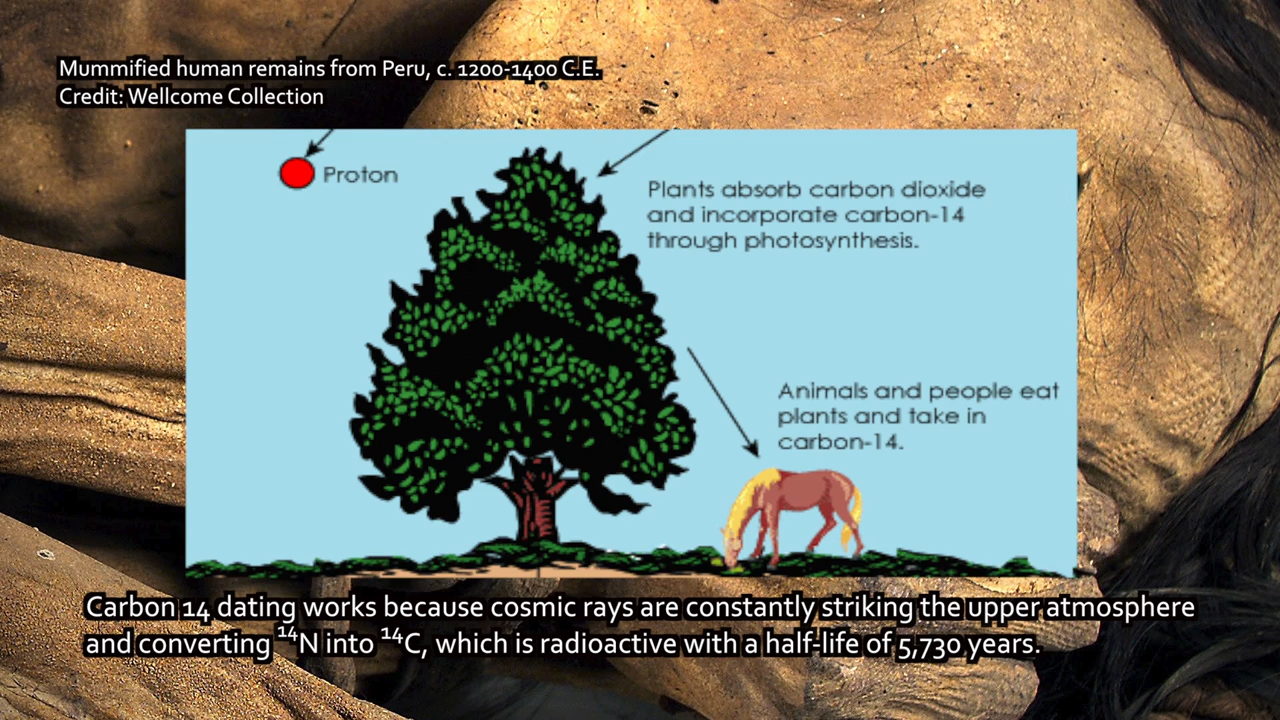 Mummified human remains from Peru, c. 1200-1400 C.E.
Credit: Wellcome Collection
Proton
Plants absorb carbon dioxide
and incorporate carbon-14
through photosynthesis.
Animals and people eat
plants and take in
carbon-14.
Carbon 14 dating works because cosmic rays are constantly striking the upper atmosphere
and converting ¹⁴N into ¹⁴C, which is radioactive with a half-life of 5,730 years.